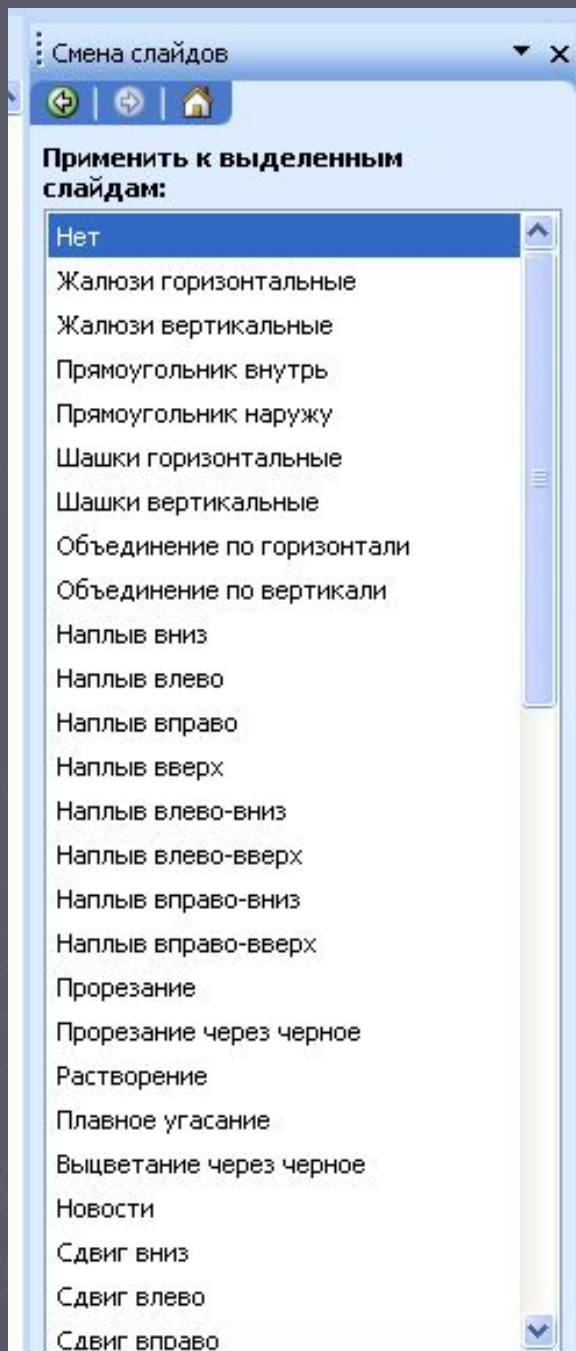 Смена слайдов
Применить к выделенным
слайдам:
Нет
Жалюзи горизонтальные
Жалюзи вертикальные
Прямоугольник внутрь
Прямоугольник наружу
Шашки горизонтальные
Шашки вертикальные
Объединение по горизонтали
Объединение по вертикали
Наплыв вниз
Наплыв влево
Наплыв вправо
Наплыв вверх
Наплыв влево-вниз
Наплыв влево-вверх
Наплыв вправо-вниз
Наплыв вправо-вверх
Прорезание
Прорезание через черное
Растворение
Плавное угасание
Выцветание через черное
Новости
Сдвиг вниз
Сдвиг влево
Сдвиг вправо